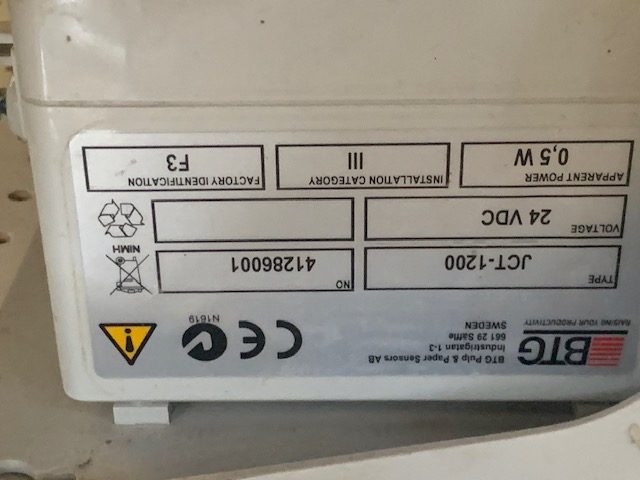 BTG
RAISING YOUR PRODUCTIVITY
BTG Pulp & Paper Sensors AB
Industrigatan 1-3
661 29 Säffle
SWEDEN
CE
N1619
TYPE
JCT-1200
NO
41286001
NiMH
VOLTAGE
24 VDC
APPARENT POWER
0,5 W
INSTALLATION CATEGORY
III
FACTORY IDENTIFICATION
F3